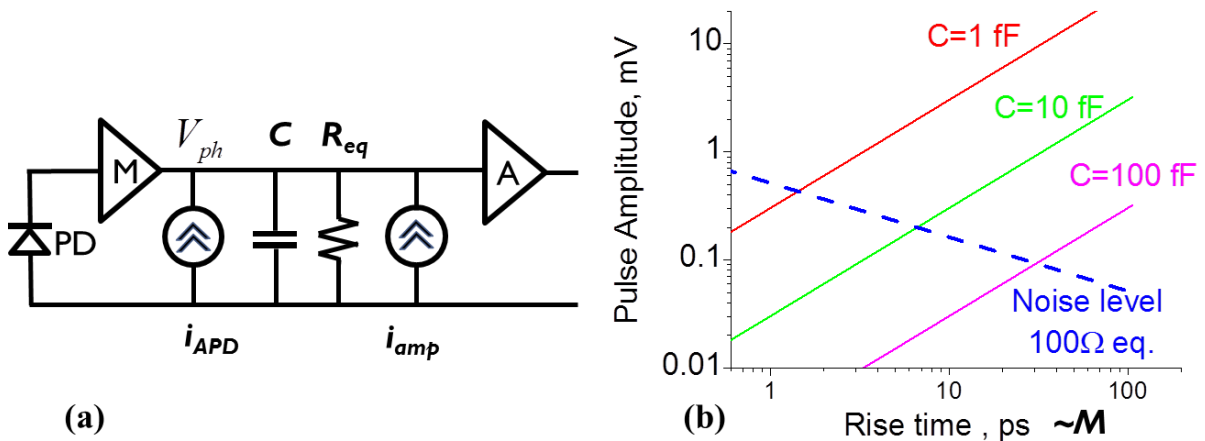 M
V_ph
C
R_eq
A
PD
i_APD
i_amp
(a)
Pulse Amplitude, mV
10
1
0.1
0.01
C=1 fF
C=10 fF
C=100 fF
Noise level
100Ω eq.
1
10
100
(b)
Rise time , ps ~M